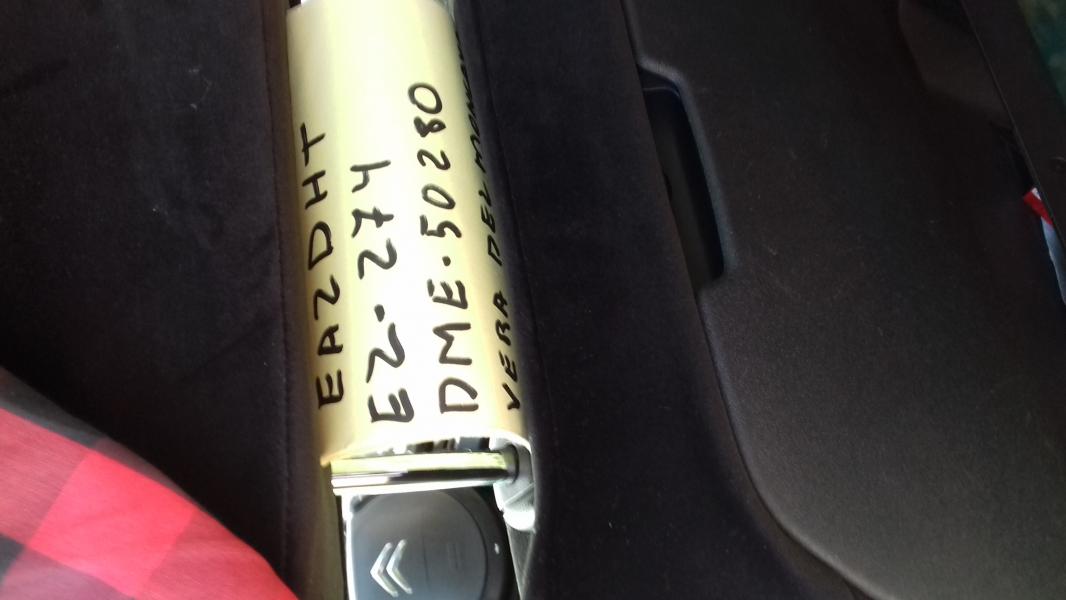 EA2DHT
EZ-274
DME-50280
VERA DEL